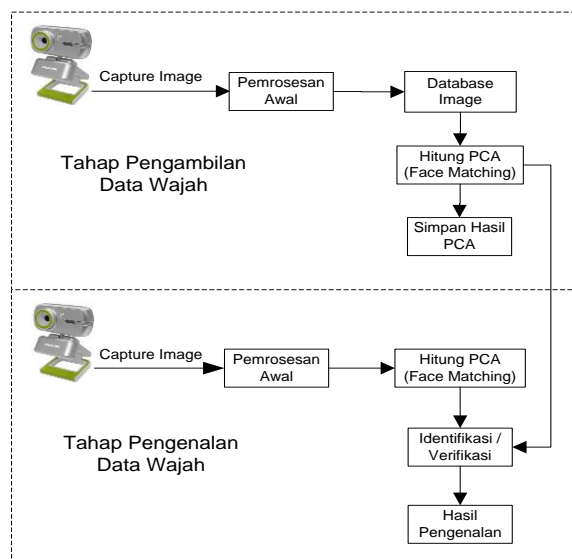 Capture Image
Pemrosesan
Awal
Database
Image
Hitung PCA
(Face Matching)
Simpan Hasil
PCA
Tahap Pengambilan
Data Wajah
Capture Image
Pemrosesan
Awal
Hitung PCA
(Face Matching)
Identifikasi /
Verifikasi
Hasil
Pengenalan
Tahap Pengenalan
Data Wajah